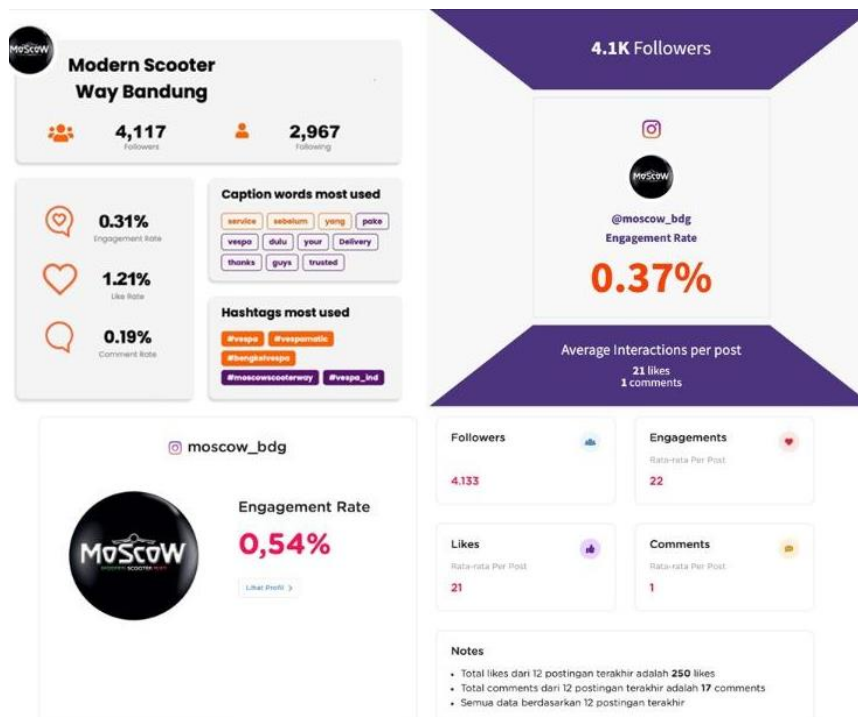 MoScoW
Modern Scooter
Way Bandung
4,117
Followers
2,967
Following
0.31%
Engagement Rate
1.21%
Like Rate
0.19%
Comment Rate
Caption words most used
service sebelum yang pake
vespa dulu your Delivery
thanks guys trusted
Hashtags most used
#vespa #vespamatic
#bengkelvespa
#moscowscooterway #vespa_ind
4.1K Followers
MoScoW
@moscow_bdg
Engagement Rate
0.37%
Average Interactions per post
21 likes
1 comments
moscow_bdg
MoScoW
MODERN SCOOTER WAY
Engagement Rate
0,54%
Lihat Profil >
Followers
4.133
Engagements
Rata-rata Per Post
22
Likes
Rata-rata Per Post
21
Comments
Rata-rata Per Post
1
Notes
• Total likes dari 12 postingan terakhir adalah 250 likes
• Total comments dari 12 postingan terakhir adalah 17 comments
• Semua data berdasarkan 12 postingan terakhir